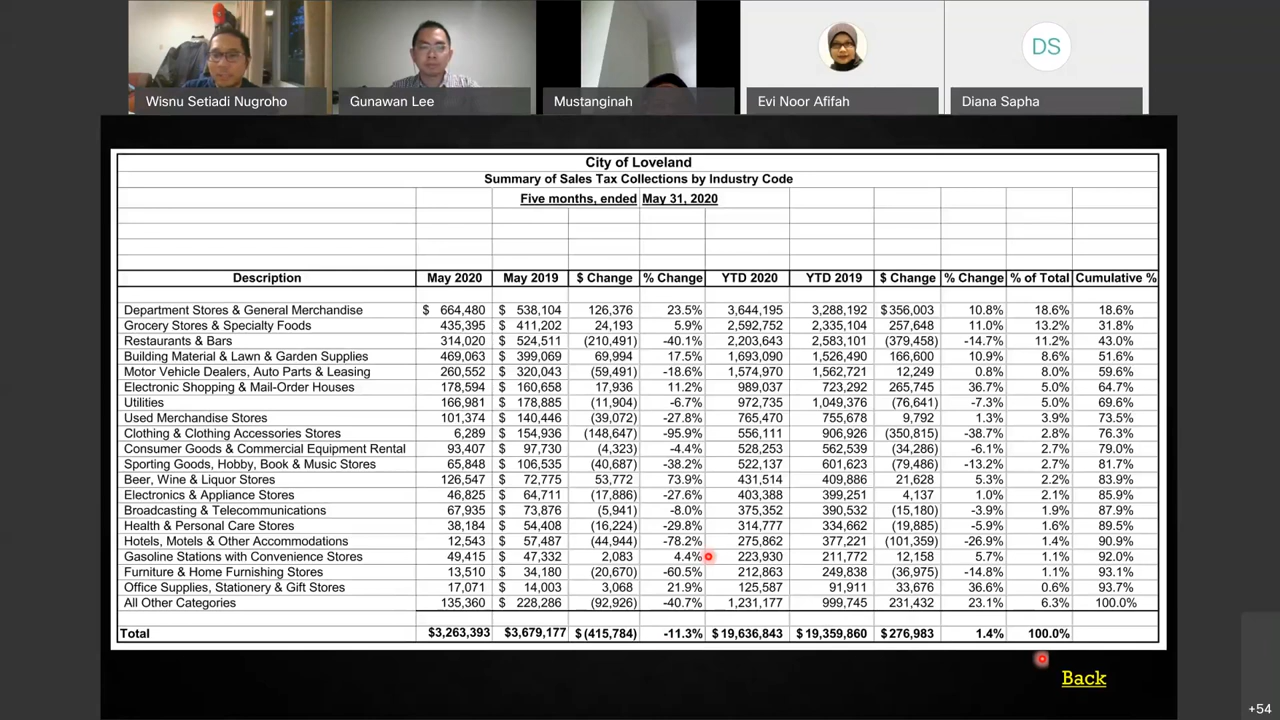 Wisnu Setiadi Nugroho
Gunawan Lee
Mustanginah
Evi Noor Afifah
DS
Diana Sapha
City of Loveland
Summary of Sales Tax Collections by Industry Code
Five months, ended May 31, 2020
Description May 2020 May 2019 $ Change % Change YTD 2020 YTD 2019 $ Change % Change % of Total Cumulative %
Department Stores & General Merchandise $ 664,480 $ 538,104 126,376 23.5% 3,644,195 3,288,192 $ 356,003 10.8% 18.6% 18.6%
Grocery Stores & Specialty Foods 435,395 $ 411,202 24,193 5.9% 2,592,752 2,335,104 257,648 11.0% 13.2% 31.8%
Restaurants & Bars 314,020 $ 524,511 (210,491) -40.1% 2,203,643 2,583,101 (379,458) -14.7% 11.2% 43.0%
Building Material & Lawn & Garden Supplies 469,063 $ 399,069 69,994 17.5% 1,693,090 1,526,490 166,600 10.9% 8.6% 51.6%
Motor Vehicle Dealers, Auto Parts & Leasing 260,552 $ 320,043 (59,491) -18.6% 1,574,970 1,562,721 12,249 0.8% 8.0% 59.6%
Electronic Shopping & Mail-Order Houses 178,594 $ 160,658 17,936 11.2% 989,037 723,292 265,745 36.7% 5.0% 64.7%
Utilities 166,981 $ 178,885 (11,904) -6.7% 972,735 1,049,376 (76,641) -7.3% 5.0% 69.6%
Used Merchandise Stores 101,374 $ 140,446 (39,072) -27.8% 765,470 755,678 9,792 1.3% 3.9% 73.5%
Clothing & Clothing Accessories Stores 6,289 $ 154,936 (148,647) -95.9% 556,111 906,926 (350,815) -38.7% 2.8% 76.3%
Consumer Goods & Commercial Equipment Rental 93,407 $ 97,730 (4,323) -4.4% 528,253 562,539 (34,286) -6.1% 2.7% 79.0%
Sporting Goods, Hobby, Book & Music Stores 65,848 $ 106,535 (40,687) -38.2% 522,137 601,623 (79,486) -13.2% 2.7% 81.7%
Beer, Wine & Liquor Stores 126,547 $ 72,775 53,772 73.9% 431,514 409,886 21,628 5.3% 2.2% 83.9%
Electronics & Appliance Stores 46,825 $ 64,711 (17,886) -27.6% 403,388 399,251 4,137 1.0% 2.1% 85.9%
Broadcasting & Telecommunications 67,935 $ 73,876 (5,941) -8.0% 375,352 390,532 (15,180) -3.9% 1.9% 87.9%
Health & Personal Care Stores 38,184 $ 54,408 (16,224) -29.8% 314,777 334,662 (19,885) -5.9% 1.6% 89.5%
Hotels, Motels & Other Accommodations 12,543 $ 57,487 (44,944) -78.2% 275,862 377,221 (101,359) -26.9% 1.4% 90.9%
Gasoline Stations with Convenience Stores 49,415 $ 47,332 2,083 4.4% 223,930 211,772 12,158 5.7% 1.1% 92.0%
Furniture & Home Furnishing Stores 13,510 $ 34,180 (20,670) -60.5% 212,863 249,838 (36,975) -14.8% 1.1% 93.1%
Office Supplies, Stationery & Gift Stores 17,071 $ 14,003 3,068 21.9% 125,587 91,911 33,676 36.6% 0.6% 93.7%
All Other Categories 135,360 $ 228,286 (92,926) -40.7% 1,231,177 999,745 231,432 23.1% 6.3% 100.0%
Total $3,263,393 $3,679,177 $ (415,784) -11.3% $ 19,636,843 $ 19,359,860 $ 276,983 1.4% 100.0%
Back
+54